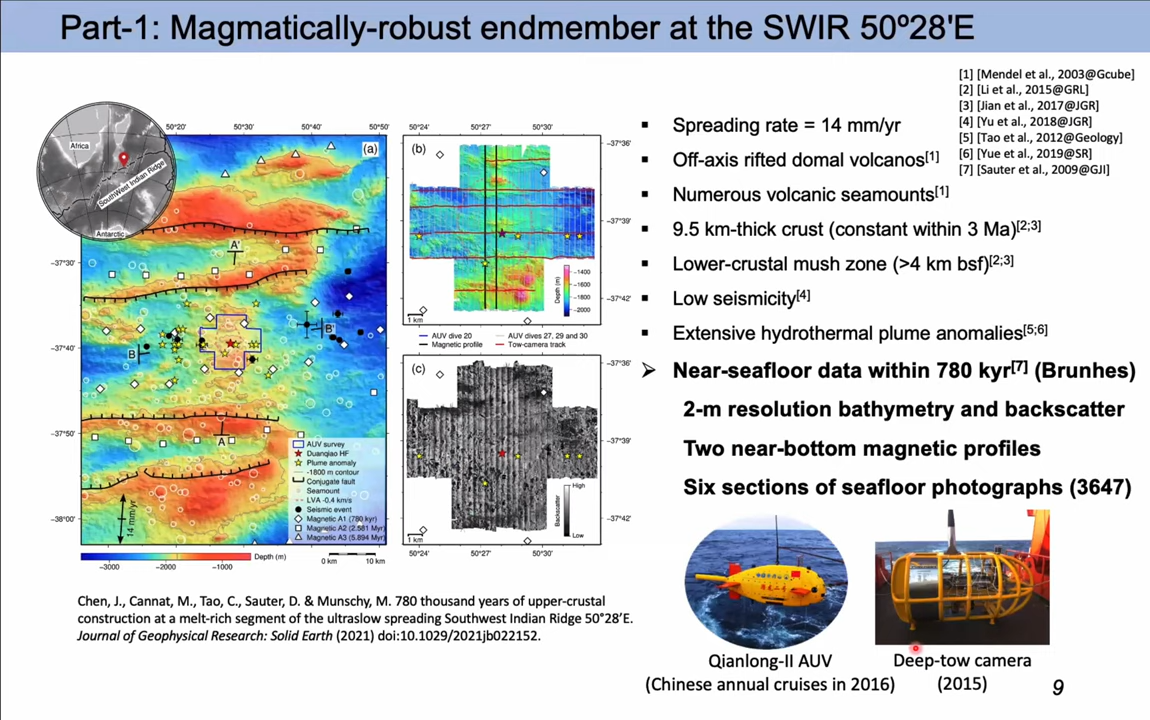 Part-1: Magmatically-robust endmember at the SWIR 50º28'E
[1] [Mendel et al., 2003@Gcube]
[2] [Li et al., 2015@GRL]
[3] [Jian et al., 2017@JGR]
[4] [Yu et al., 2018@JGR]
[5] [Tao et al., 2012@Geology]
[6] [Yue et al., 2019@SR]
[7] [Sauter et al., 2009@GJI]
Africa
SouthWest Indian Ridge
Antarctic
50°20' 50°30' 50°40' 50°50'
(a)
A'
−37°30'
B'
−37°40'
B
−37°50'
A
−38°00'
14 mm/yr
AUV survey
Duanqiao HF
Plume anomaly
-1800 m contour
Conjugate fault
Seamount
LVA -0.4 km/s
Seismic event
Magnetic A1 (780 kyr)
Magnetic A2 (2.581 Myr)
Magnetic A3 (5.894 Myr)
Depth (m)
−3000 −2000 −1000
0 km 10 km
50°24' 50°27' 50°30'
(b)
−37°36'
−37°39'
−37°42'
Depth (m)
−1400
−1600
−1800
−2000
1 km
AUV dive 20
AUV dives 27, 29 and 30
Magnetic profile
Tow-camera track
(c)
−37°36'
−37°39'
−37°42'
Backscatter
High
Low
1 km
50°24' 50°27' 50°30'
▪ Spreading rate = 14 mm/yr
▪ Off-axis rifted domal volcanos[1]
▪ Numerous volcanic seamounts[1]
▪ 9.5 km-thick crust (constant within 3 Ma)[2;3]
▪ Lower-crustal mush zone (>4 km bsf)[2;3]
▪ Low seismicity[4]
▪ Extensive hydrothermal plume anomalies[5;6]
➢ Near-seafloor data within 780 kyr[7] (Brunhes)
2-m resolution bathymetry and backscatter
Two near-bottom magnetic profiles
Six sections of seafloor photographs (3647)
Chen, J., Cannat, M., Tao, C., Sauter, D. & Munschy, M. 780 thousand years of upper-crustal
construction at a melt-rich segment of the ultraslow spreading Southwest Indian Ridge 50°28′E.
Journal of Geophysical Research: Solid Earth (2021) doi:10.1029/2021jb022152.
Qianlong-II AUV
(Chinese annual cruises in 2016)
Deep-tow camera
(2015)
9